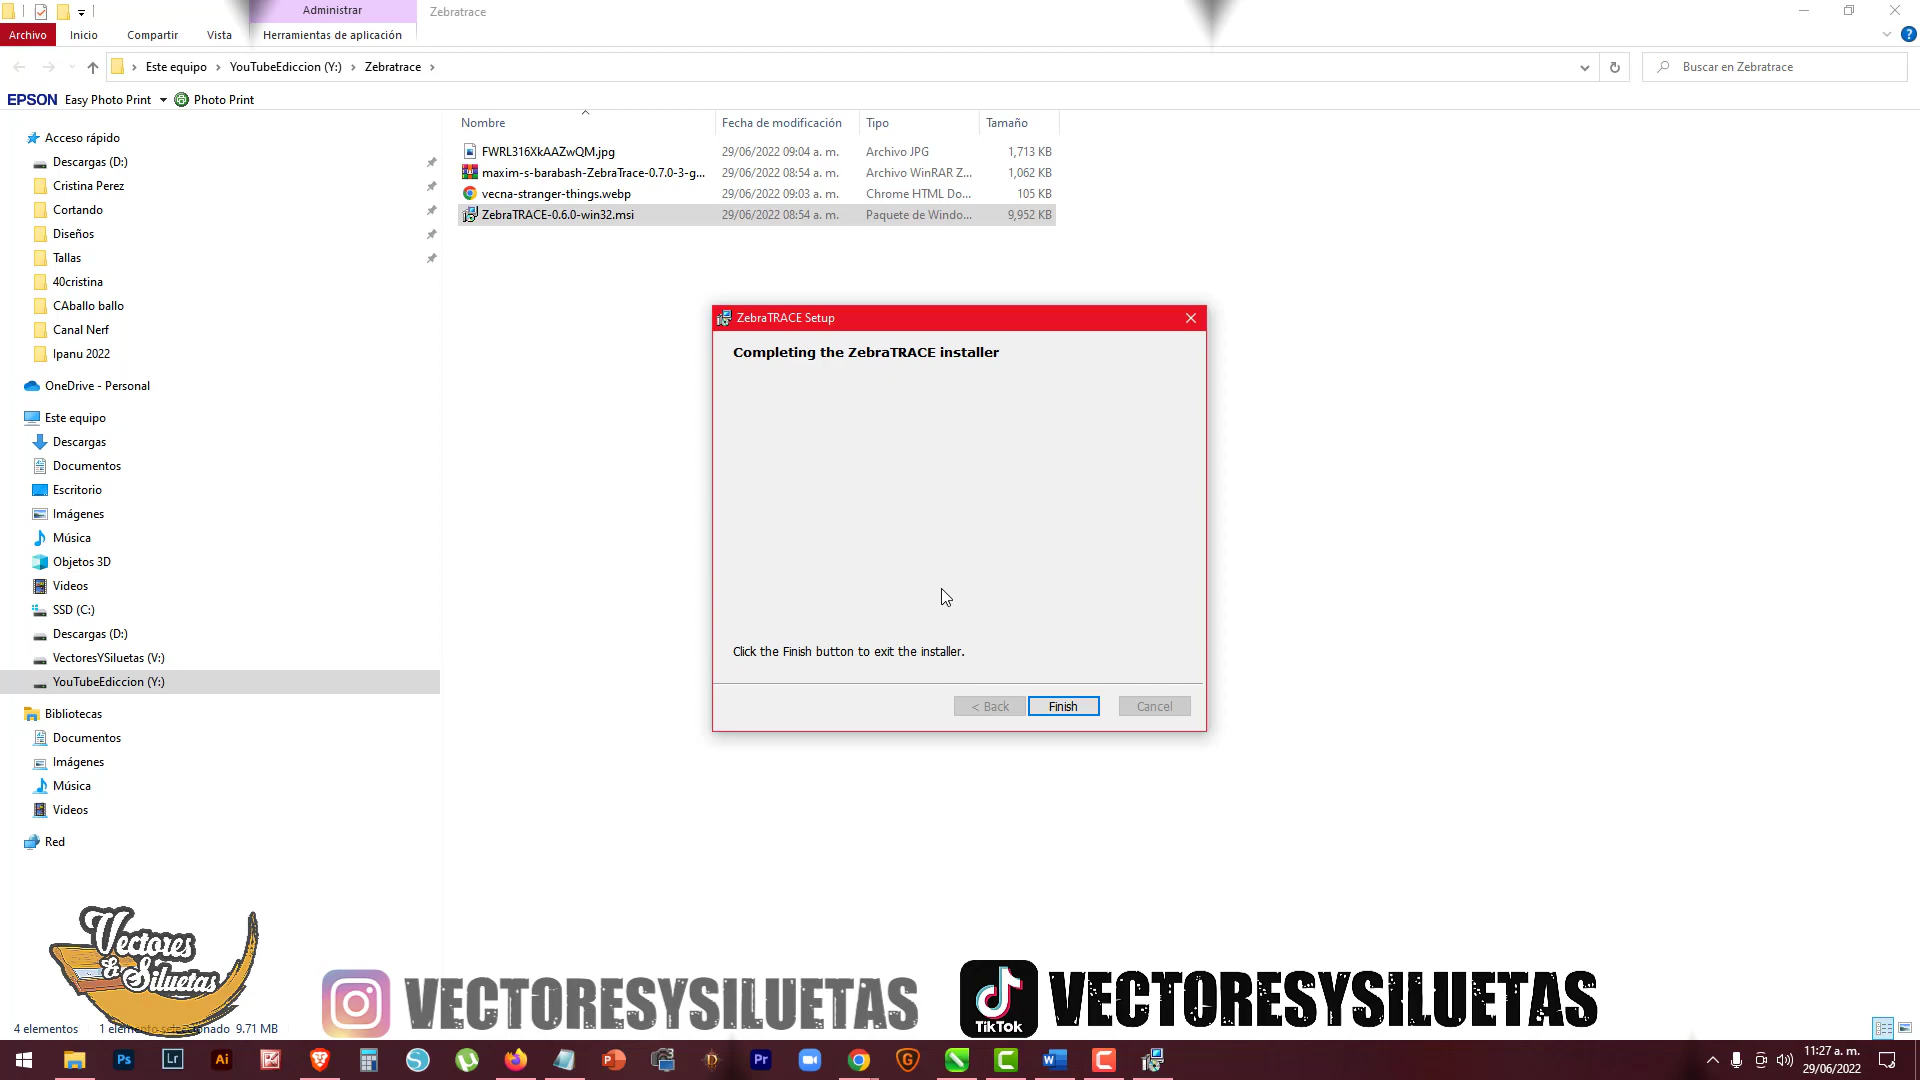 Administrar
Zebratrace
Archivo
Inicio
Compartir
Vista
Herramientas de aplicación
Este equipo
YouTubeEdiccion (Y:)
Zebratrace
Buscar en Zebratrace
EPSON Easy Photo Print
Photo Print
Nombre
Fecha de modificación
Tipo
Tamaño
FWRL316XkAAZwQM.jpg 29/06/2022 09:04 a. m. Archivo JPG 1,713 KB
maxim-s-barabash-ZebraTrace-0.7.0-3-g... 29/06/2022 08:54 a. m. Archivo WinRAR Z... 1,062 KB
vecna-stranger-things.webp 29/06/2022 09:03 a. m. Chrome HTML Do... 105 KB
ZebraTRACE-0.6.0-win32.msi 29/06/2022 08:54 a. m. Paquete de Windo... 9,952 KB
Acceso rápido
Descargas (D:)
Cristina Perez
Cortando
Diseños
Tallas
40cristina
CAballo ballo
Canal Nerf
Ipanu 2022
OneDrive - Personal
Este equipo
Descargas
Documentos
Escritorio
Imágenes
Música
Objetos 3D
Videos
SSD (C:)
Descargas (D:)
VectoresYSiluetas (V:)
YouTubeEdiccion (Y:)
Bibliotecas
Documentos
Imágenes
Música
Videos
Red
ZebraTRACE Setup
Completing the ZebraTRACE installer
Click the Finish button to exit the installer.
< Back
Finish
Cancel
Vectores
& Siluetas
VECTORESYSILUETAS
TikTok
VECTORESYSILUETAS
4 elementos
1 elemento seleccionado 9.71 MB
Ps
Lr
Ai
Pr
11:27 a. m.
29/06/2022